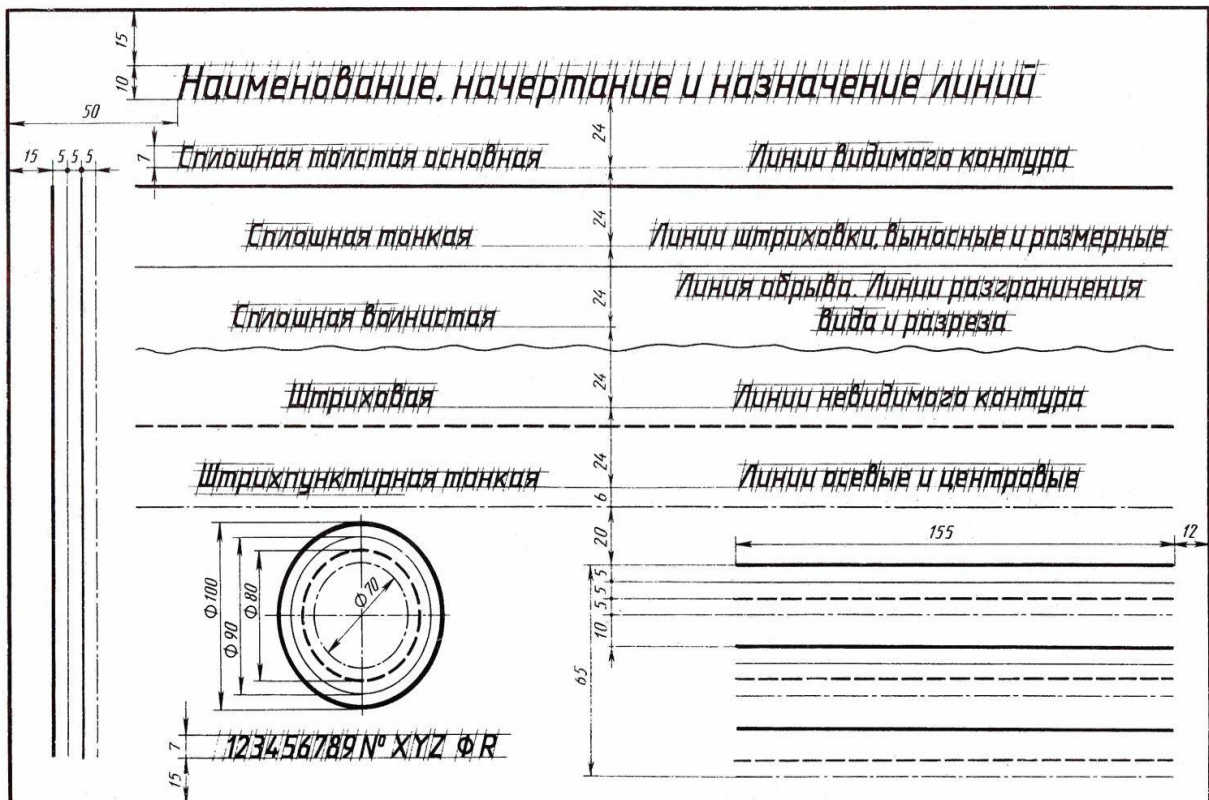 15
10
Наименование, начертание и назначение линий
50
24
15 5 5 5
7
Сплошная толстая основная Линии видимого контура
24
Сплошная тонкая Линии штриховки, выносные и размерные
24
Линия обрыва. Линии разграничения
Сплошная волнистая вида и разреза
24
Штриховая Линии невидимого контура
24
Штрихпунктирная тонкая Линии осевые и центровые
6
20
155 12
Ф100
Ф90
Ф80
Ф70
5
5
5
10
65
7
123456789 № XYZ Ф R
15